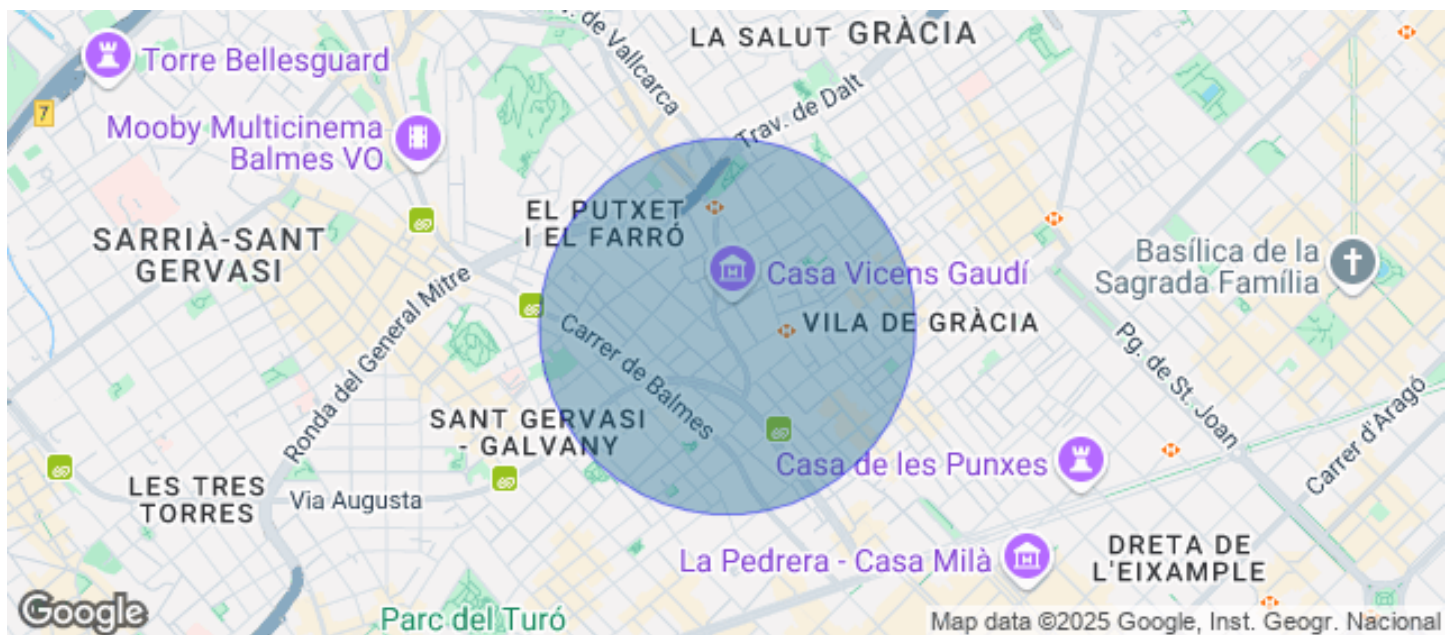 Torre Bellesguard
7
Mooby Multicinema
Balmes VO
. de Vallcarca
LA SALUT
GRÀCIA
Trav. de Dalt
EL PUTXET
I EL FARRÓ
SARRIÀ-SANT
GERVASI
Casa Vicens Gaudí
Basílica de la
Sagrada Família
VILA DE GRÀCIA
Ronda del General Mitre
Carrer de Balmes
Pg. de St. Joan
SANT GERVASI
- GALVANY
Casa de les Punxes
Carrer d'Aragó
LES TRES
TORRES
Via Augusta
La Pedrera - Casa Milà
DRETA DE
L'EIXAMPLE
Google
Parc del Turó
Map data ©2025 Google, Inst. Geogr. Nacional